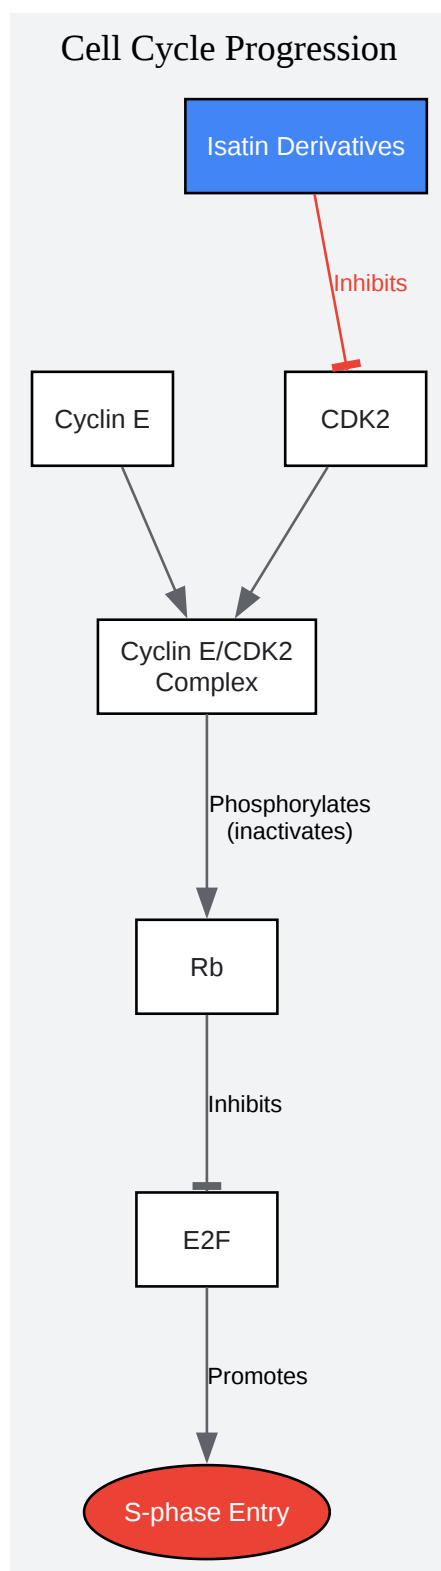 Cell Cycle Progression
Isatin Derivatives
Inhibits
Cyclin E
CDK2
Cyclin E/CDK2
Complex
Phosphorylates
(inactivates)
Rb
Inhibits
E2F
Promotes
S-phase Entry